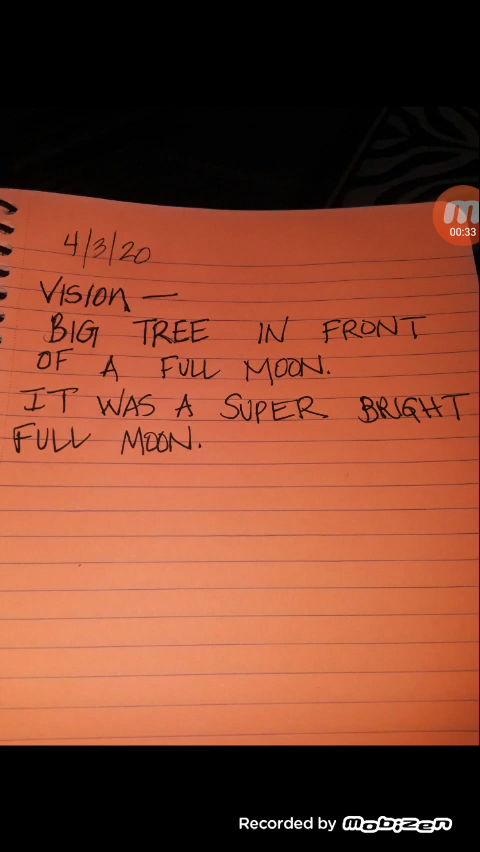 00:33
4/3/20
VISION —
BIG TREE IN FRONT
OF A FULL MOON.
IT WAS A SUPER BRIGHT
FULL MOON.
Recorded by MOBIZEN